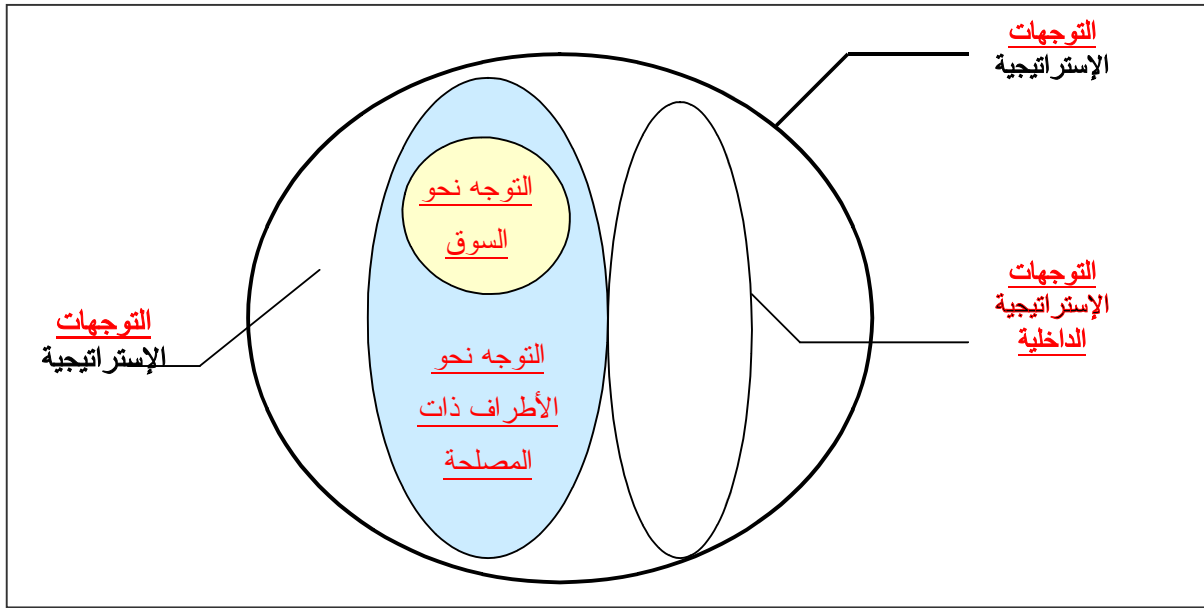 التوجهات
الإستراتيجية
التوجه نحو
السوق
التوجهات
الإستراتيجية
الداخلية
التوجهات
الإستراتيجية
التوجه نحو
الأطراف ذات
المصلحة